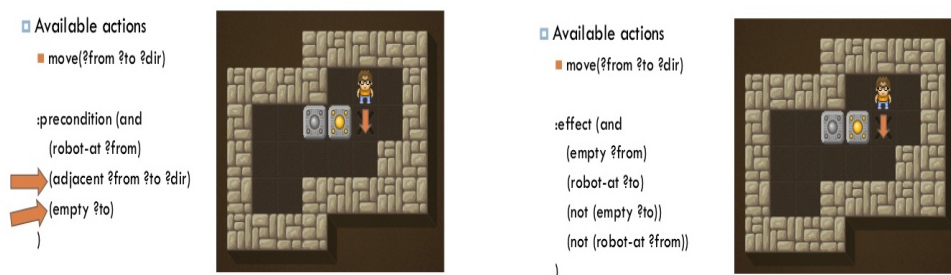 Available actions
move(?from ?to ?dir)
:precondition (and
(robot-at ?from)
(adjacent ?from ?to ?dir)
(empty ?to)
)
Available actions
move(?from ?to ?dir)
:effect (and
(empty ?from)
(robot-at ?to)
(not (empty ?to))
(not (robot-at ?from))
)